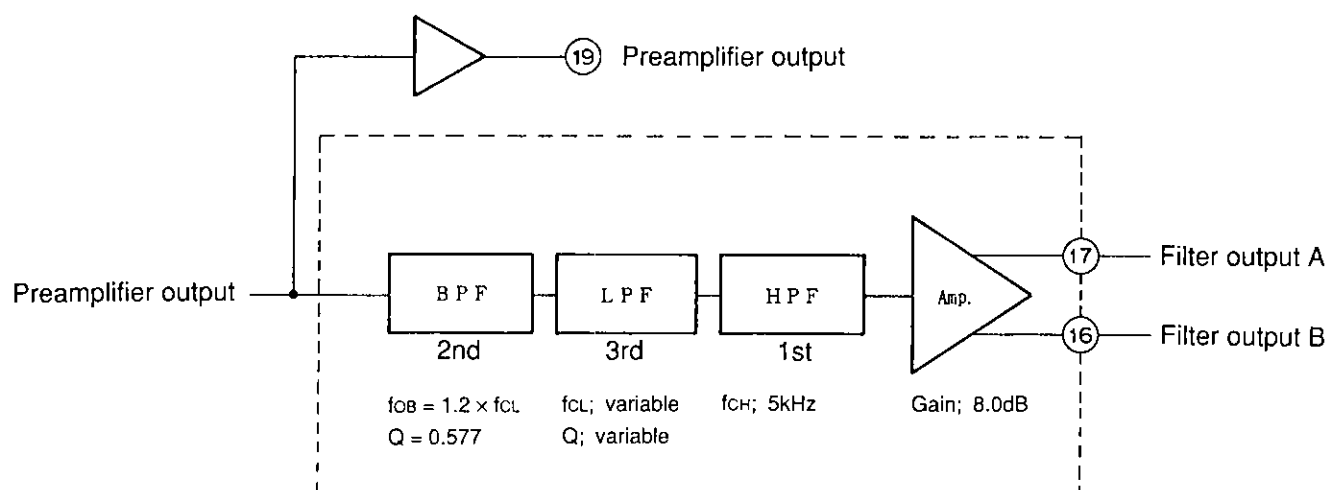 19 Preamplifier output
Preamplifier output
BPF
LPF
HPF
Amp.
17 Filter output A
16 Filter output B
2nd
3rd
1st
fOB = 1.2 × fCL
Q = 0.577
fCL; variable
Q; variable
fCH; 5kHz
Gain; 8.0dB